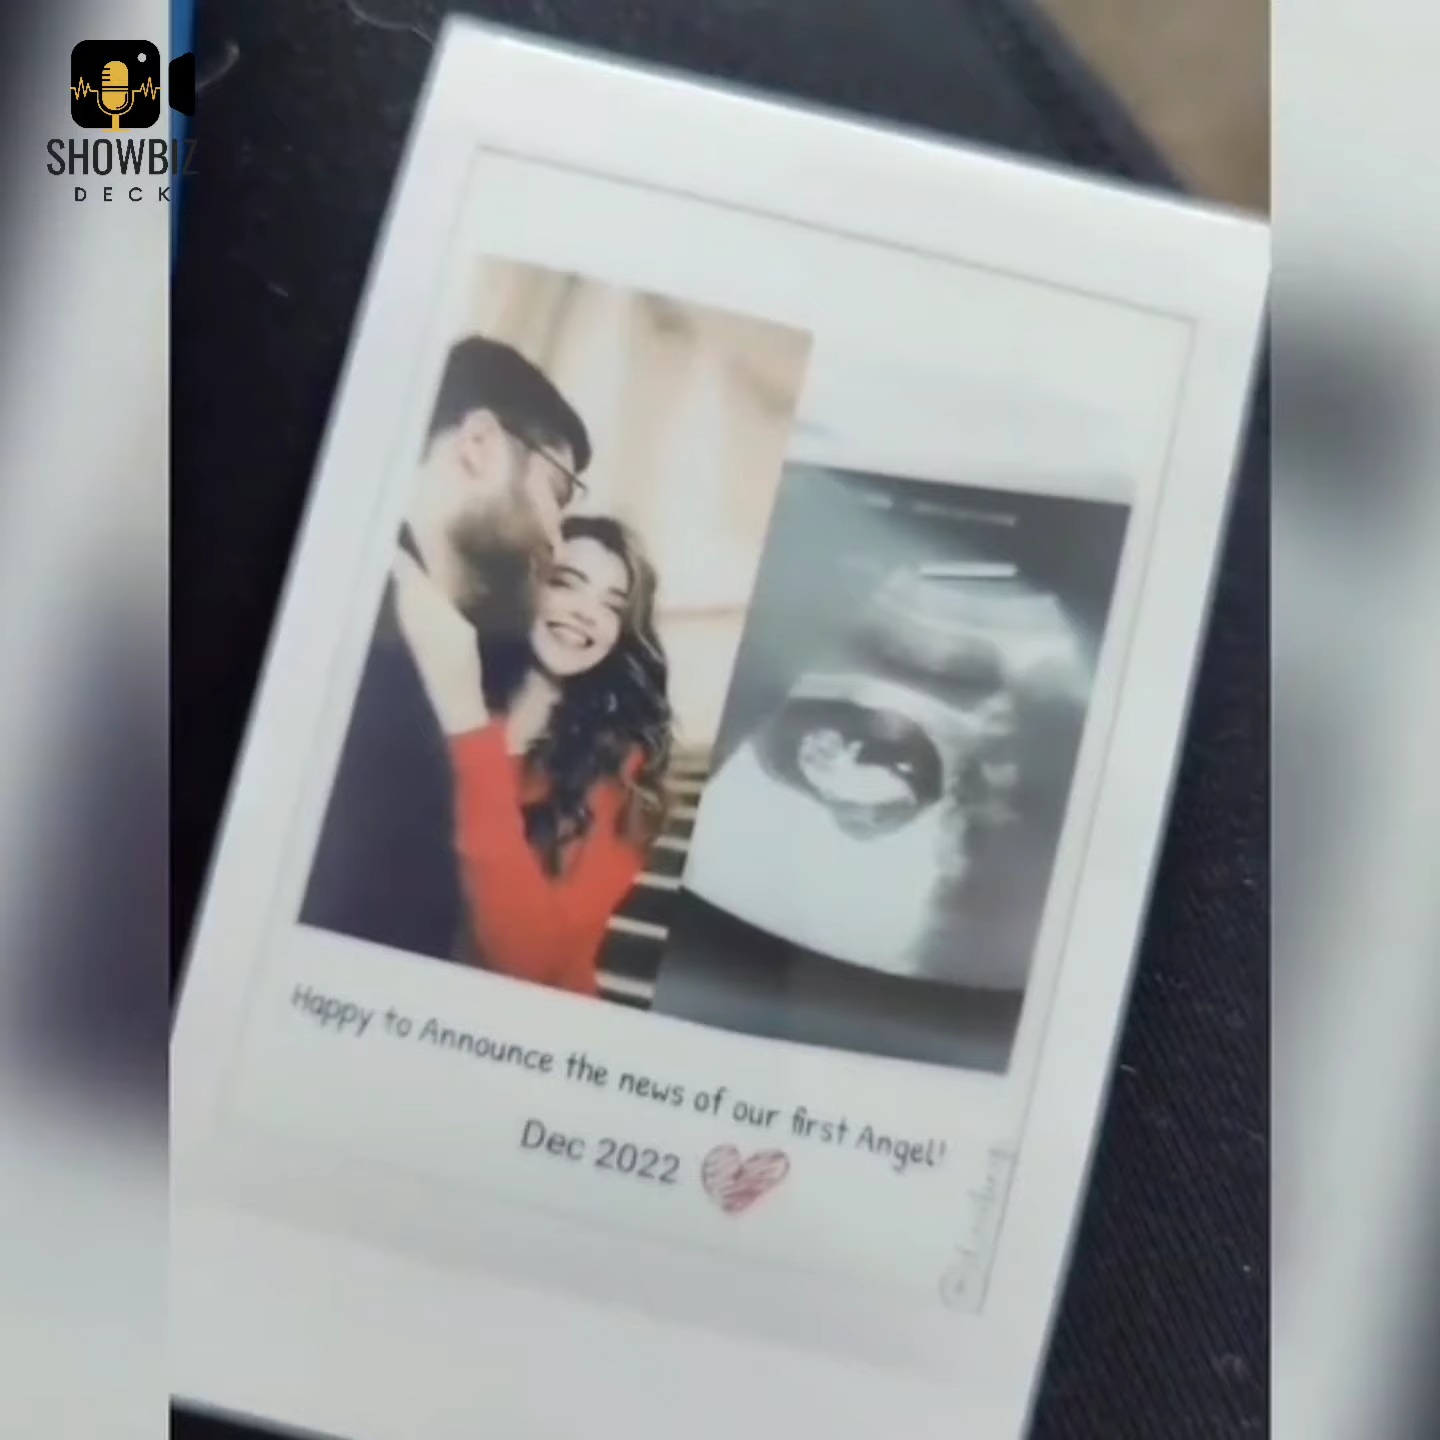 SHOWBIZ
DECK
Happy to Announce the news of our first Angel!
Dec 2022